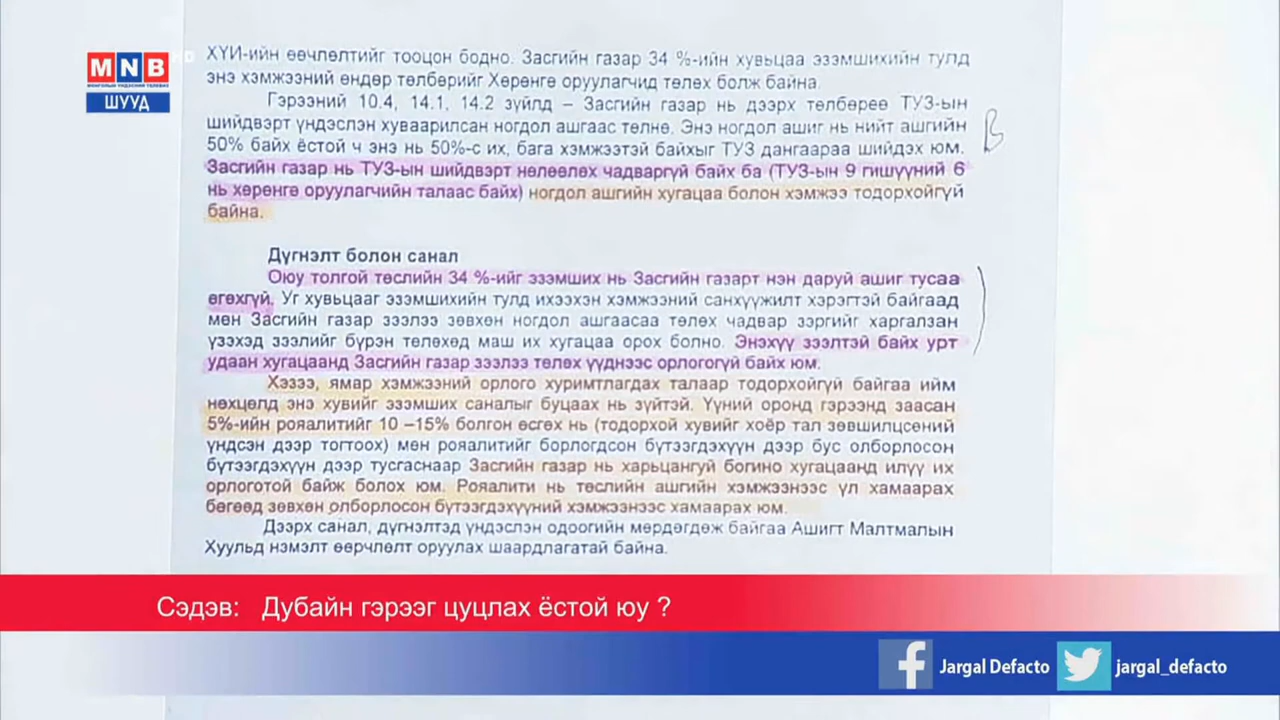 MNB
HD
МОНГОЛЫН ҮНДЭСНИЙ ТЕЛЕВИЗ
ШУУД
ХҮИ-ийн өөчлөлтийг тооцон бодно. Засгийн газар 34 %-ийн хувьцаа эзэмшихийн тулд
энэ хэмжээний өндөр төлбөрийг Хөрөнгө оруулагчид төлөх болж байна.
Гэрээний 10.4, 14.1, 14.2 зүйлд – Засгийн газар нь дээрх төлбөрөө ТУЗ-ын
шийдвэрт үндэслэн хуваарилсан ногдол ашгаас төлнө. Энэ ногдол ашиг нь нийт ашгийн
50% байх ёстой ч энэ нь 50%-с их, бага хэмжээтэй байхыг ТУЗ дангаараа шийдэх юм.
Засгийн газар нь ТУЗ-ын шийдвэрт нөлөөлөх чадваргүй байх ба (ТУЗ-ын 9 гишүүний 6
нь хөрөнгө оруулагчийн талаас байх) ногдол ашгийн хугацаа болон хэмжээ тодорхойгүй
байна.
В
Дүгнэлт болон санал
Оюу толгой төслийн 34 %-ийг эзэмших нь Засгийн газарт нэн даруй ашиг тусаа
өгөхгүй. Уг хувьцааг эзэмшихийн тулд ихээхэн хэмжээний санхүүжилт хэрэгтэй байгаад
мөн Засгийн газар зээлээ зөвхөн ногдол ашгаасаа төлөх чадвар зэргийг харгалзан
үзэхэд зээлийг бүрэн төлөхөд маш их хугацаа орох болно. Энэхүү зээлтэй байх урт
удаан хугацаанд Засгийн газар зээлээ төлөх үүднээс орлогогүй байх юм.
Хэзээ, ямар хэмжээний орлого хуримтлагдах талаар тодорхойгүй байгаа ийм
нөхцөлд энэ хувийг эзэмших саналыг буцаах нь зүйтэй. Үүний оронд гэрээнд заасан
5%-ийн рояалитийг 10 –15% болгон өсгөх нь (тодорхой хувийг хоёр тал зөвшилцсөний
үндсэн дээр тогтоох) мөн рояалитийг борлогдсон бүтээгдэхүүн дээр бус олборлосон
бүтээгдэхүүн дээр тусгаснаар Засгийн газар нь харьцангуй богино хугацаанд илүү их
орлоготой байж болох юм. Рояалити нь төслийн ашгийн хэмжээнээс үл хамаарах
бөгөөд зөвхөн олборлосон бүтээгдэхүүний хэмжээнээс хамаарах юм.
Дээрх санал, дүгнэлтэд үндэслэн одоогийн мөрдөгдөж байгаа Ашигт Малтмалын
Хуульд нэмэлт өөрчлөлт оруулах шаардлагатай байна.
Сэдэв: Дубайн гэрээг цуцлах ёстой юу ?
Jargal Defacto
jargal_defacto